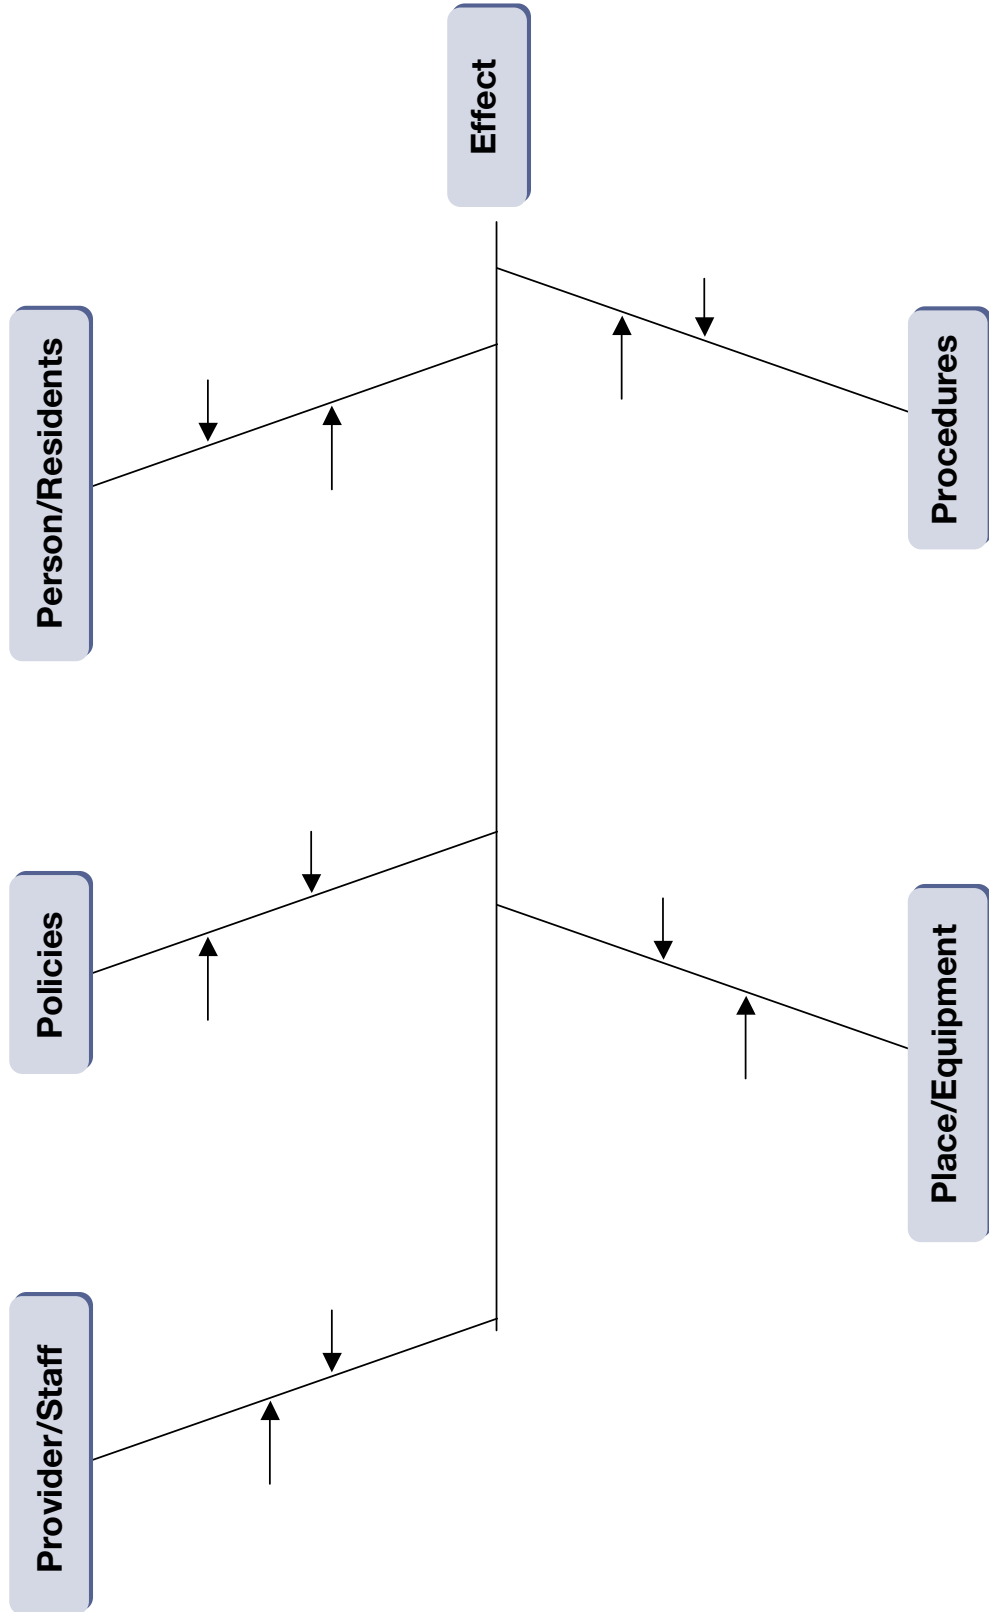 Provider/Staff
Policies
Person/Residents
Effect
Place/Equipment
Procedures